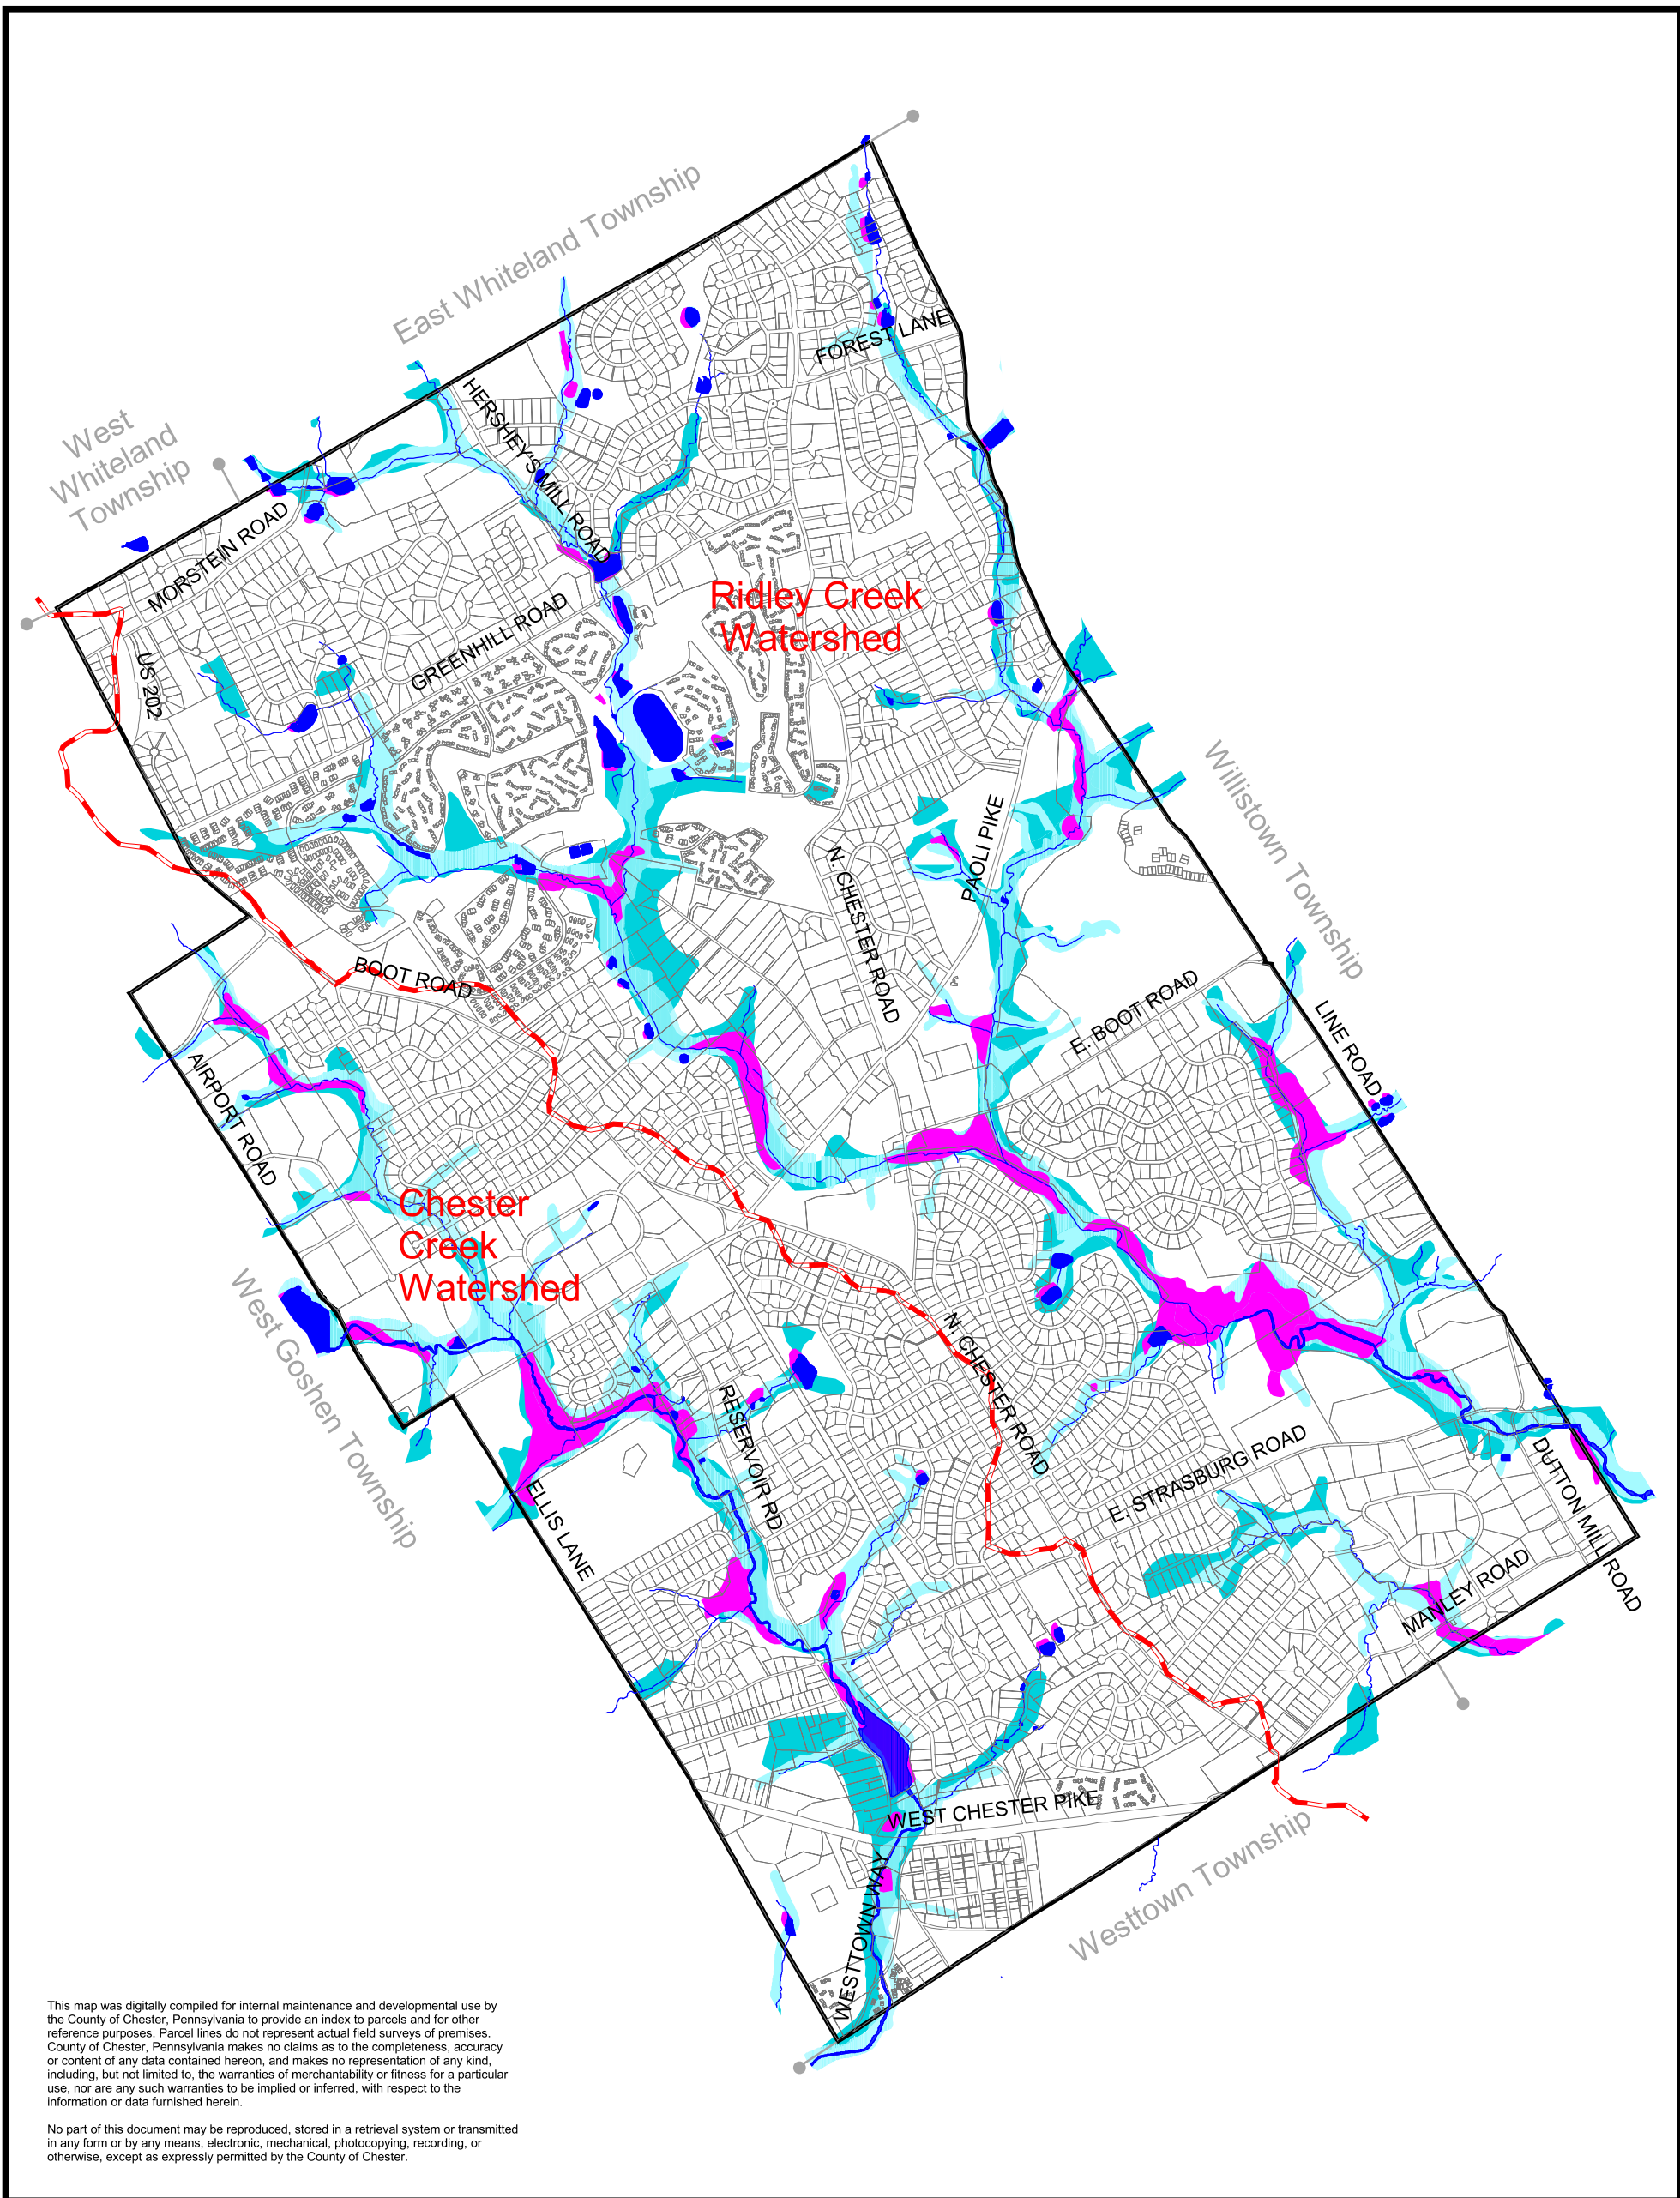 East Whiteland Township
FOREST LANE
West
Whiteland
Township
HERSHEY'S MILL ROAD
MORSTEIN ROAD
Ridley Creek
Watershed
GREENHILL ROAD
US 202
Willistown Township
PAOLI PIKE
N. CHESTER ROAD
BOOT ROAD
E. BOOT ROAD
LINE ROAD
AIRPORT ROAD
Chester
Creek
Watershed
West Goshen Township
N. CHESTER ROAD
RESERVOIR RD
E. STRASBURG ROAD
DUTTON MILL ROAD
ELLIS LANE
MANLEY ROAD
WEST CHESTER PIKE
WESTTOWN WAY
Westtown Township
This map was digitally compiled for internal maintenance and developmental use by
the County of Chester, Pennsylvania to provide an index to parcels and for other
reference purposes. Parcel lines do not represent actual field surveys of premises.
County of Chester, Pennsylvania makes no claims as to the completeness, accuracy
or content of any data contained hereon, and makes no representation of any kind,
including, but not limited to, the warranties of merchantability or fitness for a particular
use, nor are any such warranties to be implied or inferred, with respect to the
information or data furnished herein.
No part of this document may be reproduced, stored in a retrieval system or transmitted
in any form or by any means, electronic, mechanical, photocopying, recording, or
otherwise, except as expressly permitted by the County of Chester.